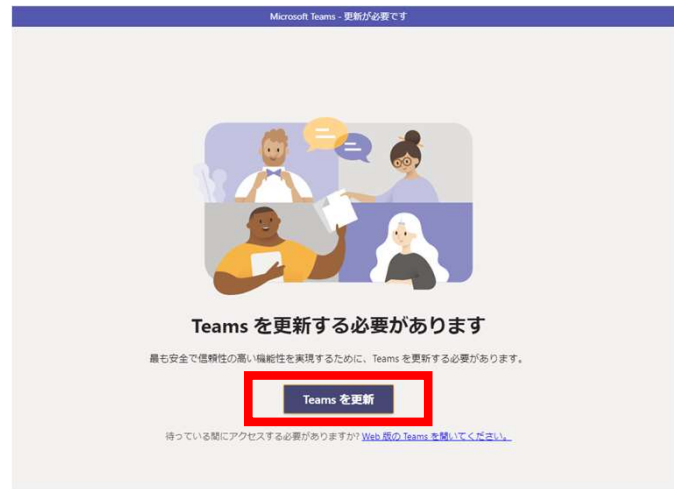 Microsoft Teams - 更新が必要です
Teams を更新する必要があります
最も安全で信頼性の高い機能性を実現するために、Teams を更新する必要があります。
Teams を更新
待っている間にアクセスする必要がありますか? Web 版の Teams を開いてください。